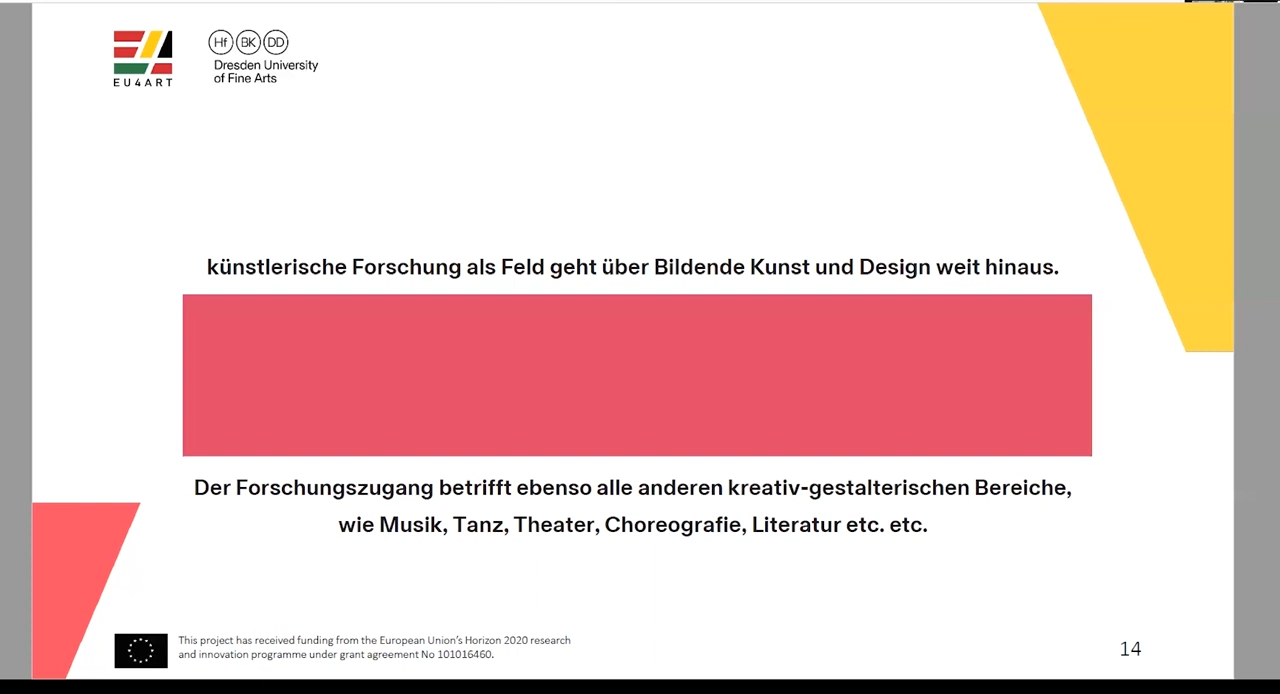 EU4ART
Hf BK DD
Dresden University
of Fine Arts
künstlerische Forschung als Feld geht über Bildende Kunst und Design weit hinaus.
Der Forschungszugang betrifft ebenso alle anderen kreativ-gestalterischen Bereiche,
wie Musik, Tanz, Theater, Choreografie, Literatur etc. etc.
This project has received funding from the European Union's Horizon 2020 research
and innovation programme under grant agreement No 101016460.
14